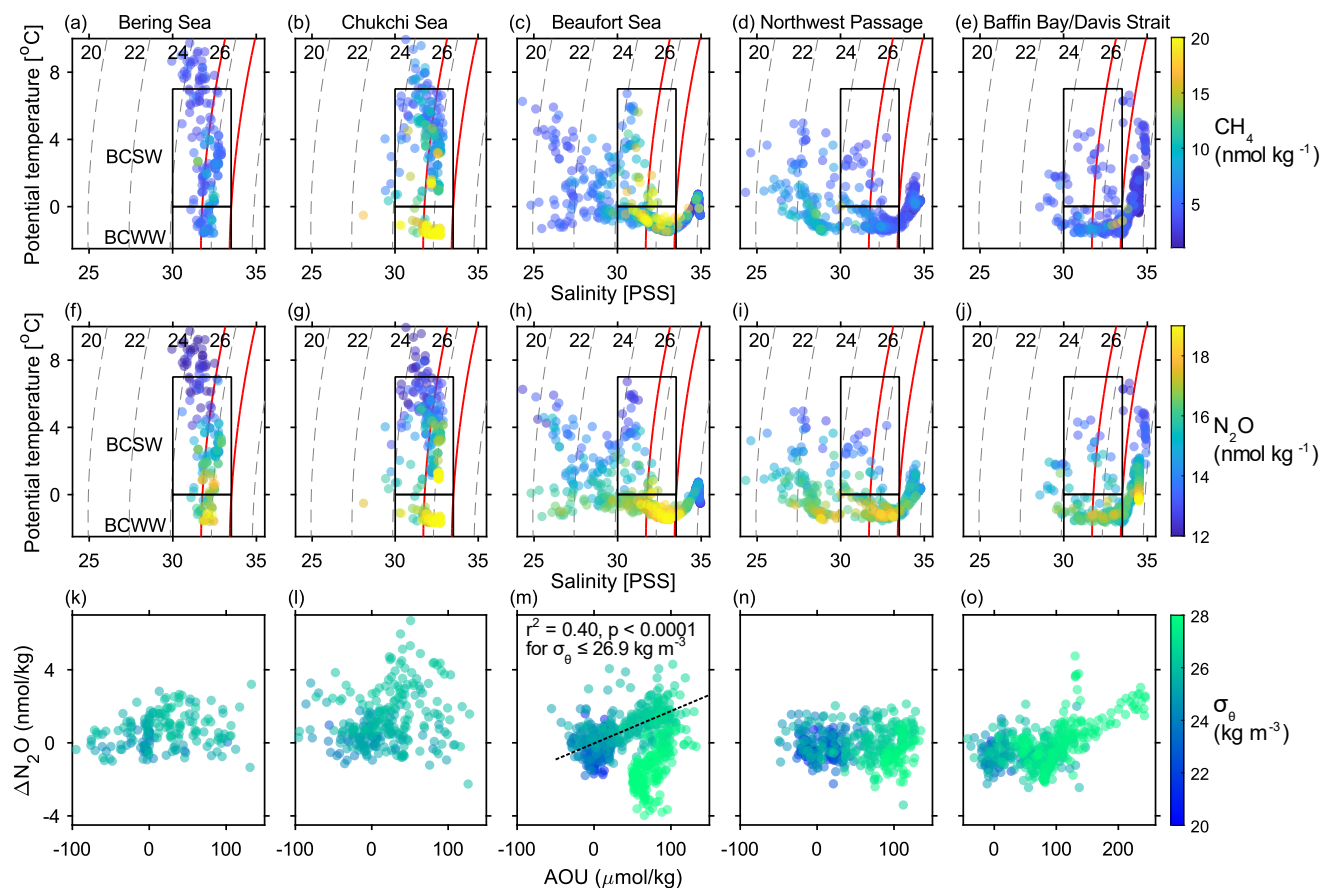 (a) Bering Sea (b) Chukchi Sea (c) Beaufort Sea (d) Northwest Passage (e) Baffin Bay/Davis Strait
Potential temperature [°C]
8
4
0
20 22 24 26
20 22 24 26
20 22 24 26
20 22 24 26
20 22 24 26
BCSW
BCWW
25 30 35
25 30 35
25 30 35
25 30 35
25 30 35
Salinity [PSS]
20
15
10
5
CH₄
(nmol kg ⁻¹)
(f) (g) (h) (i) (j)
Potential temperature [°C]
8
4
0
20 22 24 26
20 22 24 26
20 22 24 26
20 22 24 26
20 22 24 26
BCSW
BCWW
25 30 35
25 30 35
25 30 35
25 30 35
25 30 35
Salinity [PSS]
18
16
14
12
N₂O
(nmol kg ⁻¹)
(k) (l) (m) (n) (o)
ΔN₂O (nmol/kg)
4
0
-4
r² = 0.40, p < 0.0001
for σθ ≤ 26.9 kg m⁻³
-100 0 100
-100 0 100
-100 0 100
-100 0 100
0 100 200
AOU (μmol/kg)
28
26
24
22
20
σθ
(kg m⁻³)